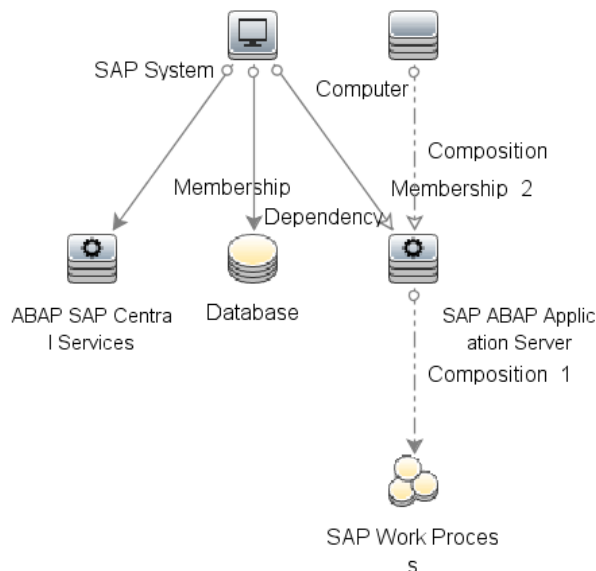 SAP System
Computer
Composition
Membership
Membership 2
Dependency
ABAP SAP Centra
l Services
Database
SAP ABAP Applic
ation Server
Composition 1
SAP Work Proces
s